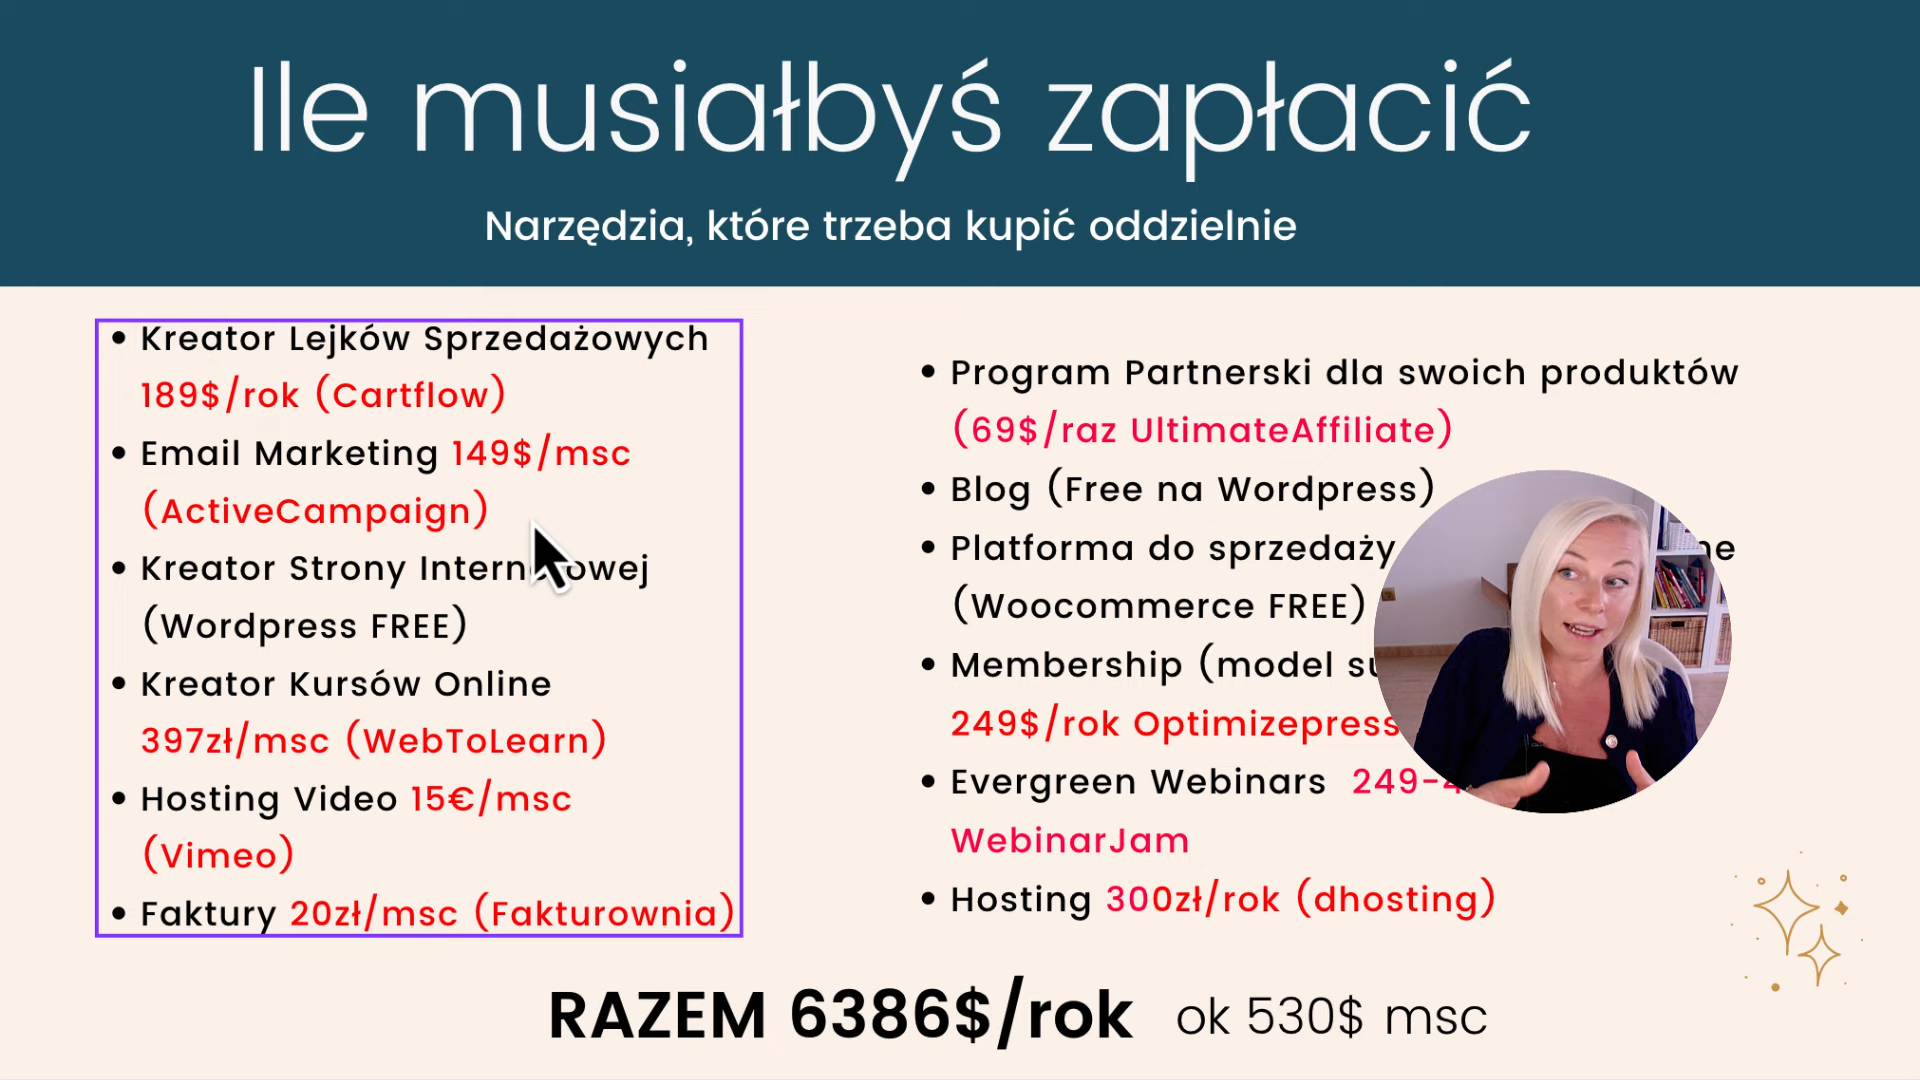 Ile musiałbyś zapłacić
Narzędzia, które trzeba kupić oddzielnie
• Kreator Lejków Sprzedażowych
189$/rok (Cartflow)
• Email Marketing 149$/msc
(ActiveCampaign)
• Kreator Strony
(Wordpress FREE)
• Kreator Kursów Online
397zł/msc (WebToLearn)
• Hosting Video 15€/msc
(Vimeo)
• Faktury 20zł/msc (Fakturownia)
• Program Partnerski dla swoich produktów
(69$/raz UltimateAffiliate)
• Blog (Free na Wordpress)
• Platforma do sprzedaży
(Woocommerce FREE)
• Membership (model
249$/rok Optimizepress
• Evergreen Webinars
WebinarJam
• Hosting 300zł/rok (dhosting)
RAZEM 6386$/rok ok 530$ msc